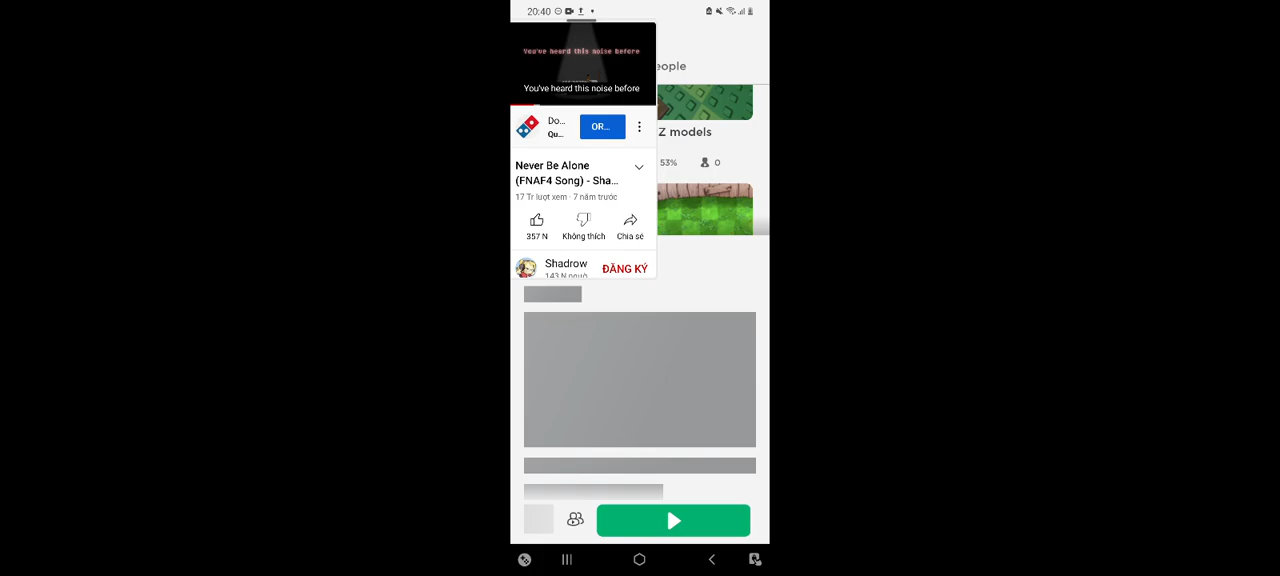 20:40
You've heard this noise before
You've heard this noise before
eople
Do...
Qu...
OR...
Z models
53%
0
Never Be Alone
(FNAF4 Song) - Sha...
17 Tr lượt xem · 7 năm trước
357 N
Không thích
Chia sẻ
Shadrow
143 N người
ĐĂNG KÝ